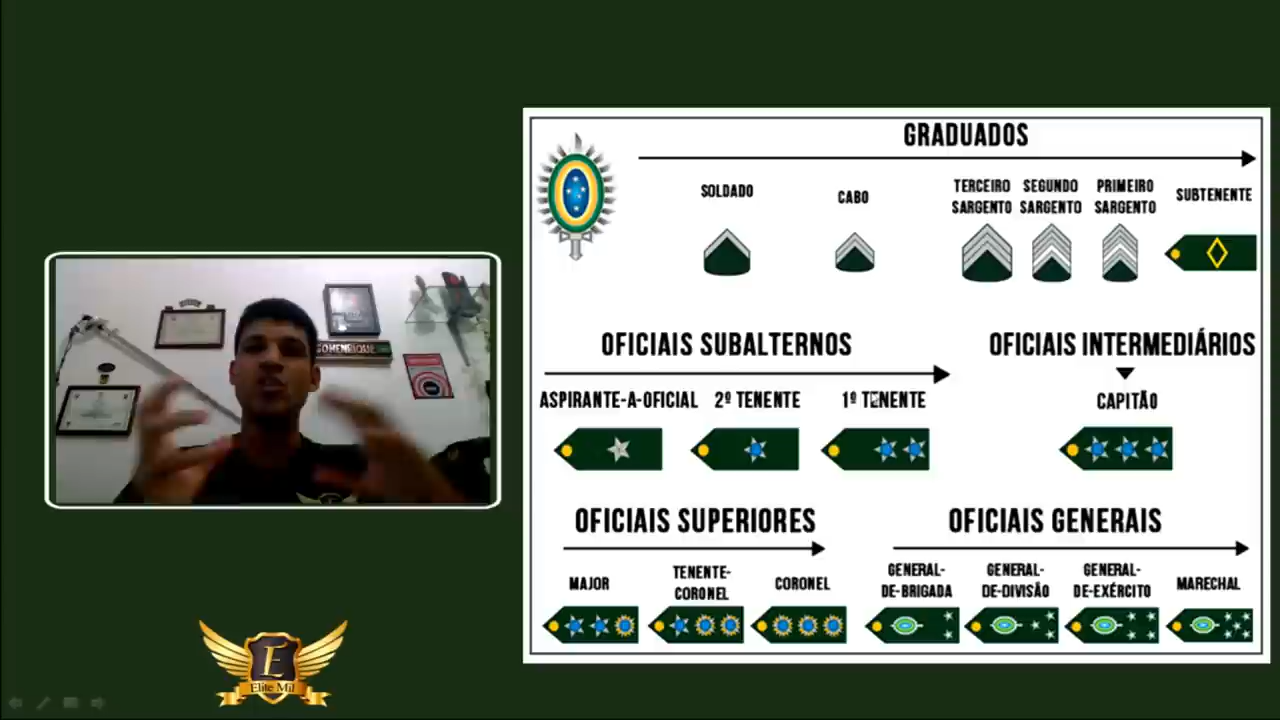 GRADUADOS
SOLDADO
CABO
TERCEIRO
SARGENTO
SEGUNDO
SARGENTO
PRIMEIRO
SARGENTO
SUBTENENTE
OFICIAIS SUBALTERNOS
OFICIAIS INTERMEDIÁRIOS
ASPIRANTE-A-OFICIAL
2º TENENTE
1º TENENTE
CAPITÃO
OFICIAIS SUPERIORES
OFICIAIS GENERAIS
MAJOR
TENENTE-
CORONEL
CORONEL
GENERAL-
DE-BRIGADA
GENERAL-
DE-DIVISÃO
GENERAL-
DE-EXÉRCITO
MARECHAL
HENRIQUE
E
Elite Mil